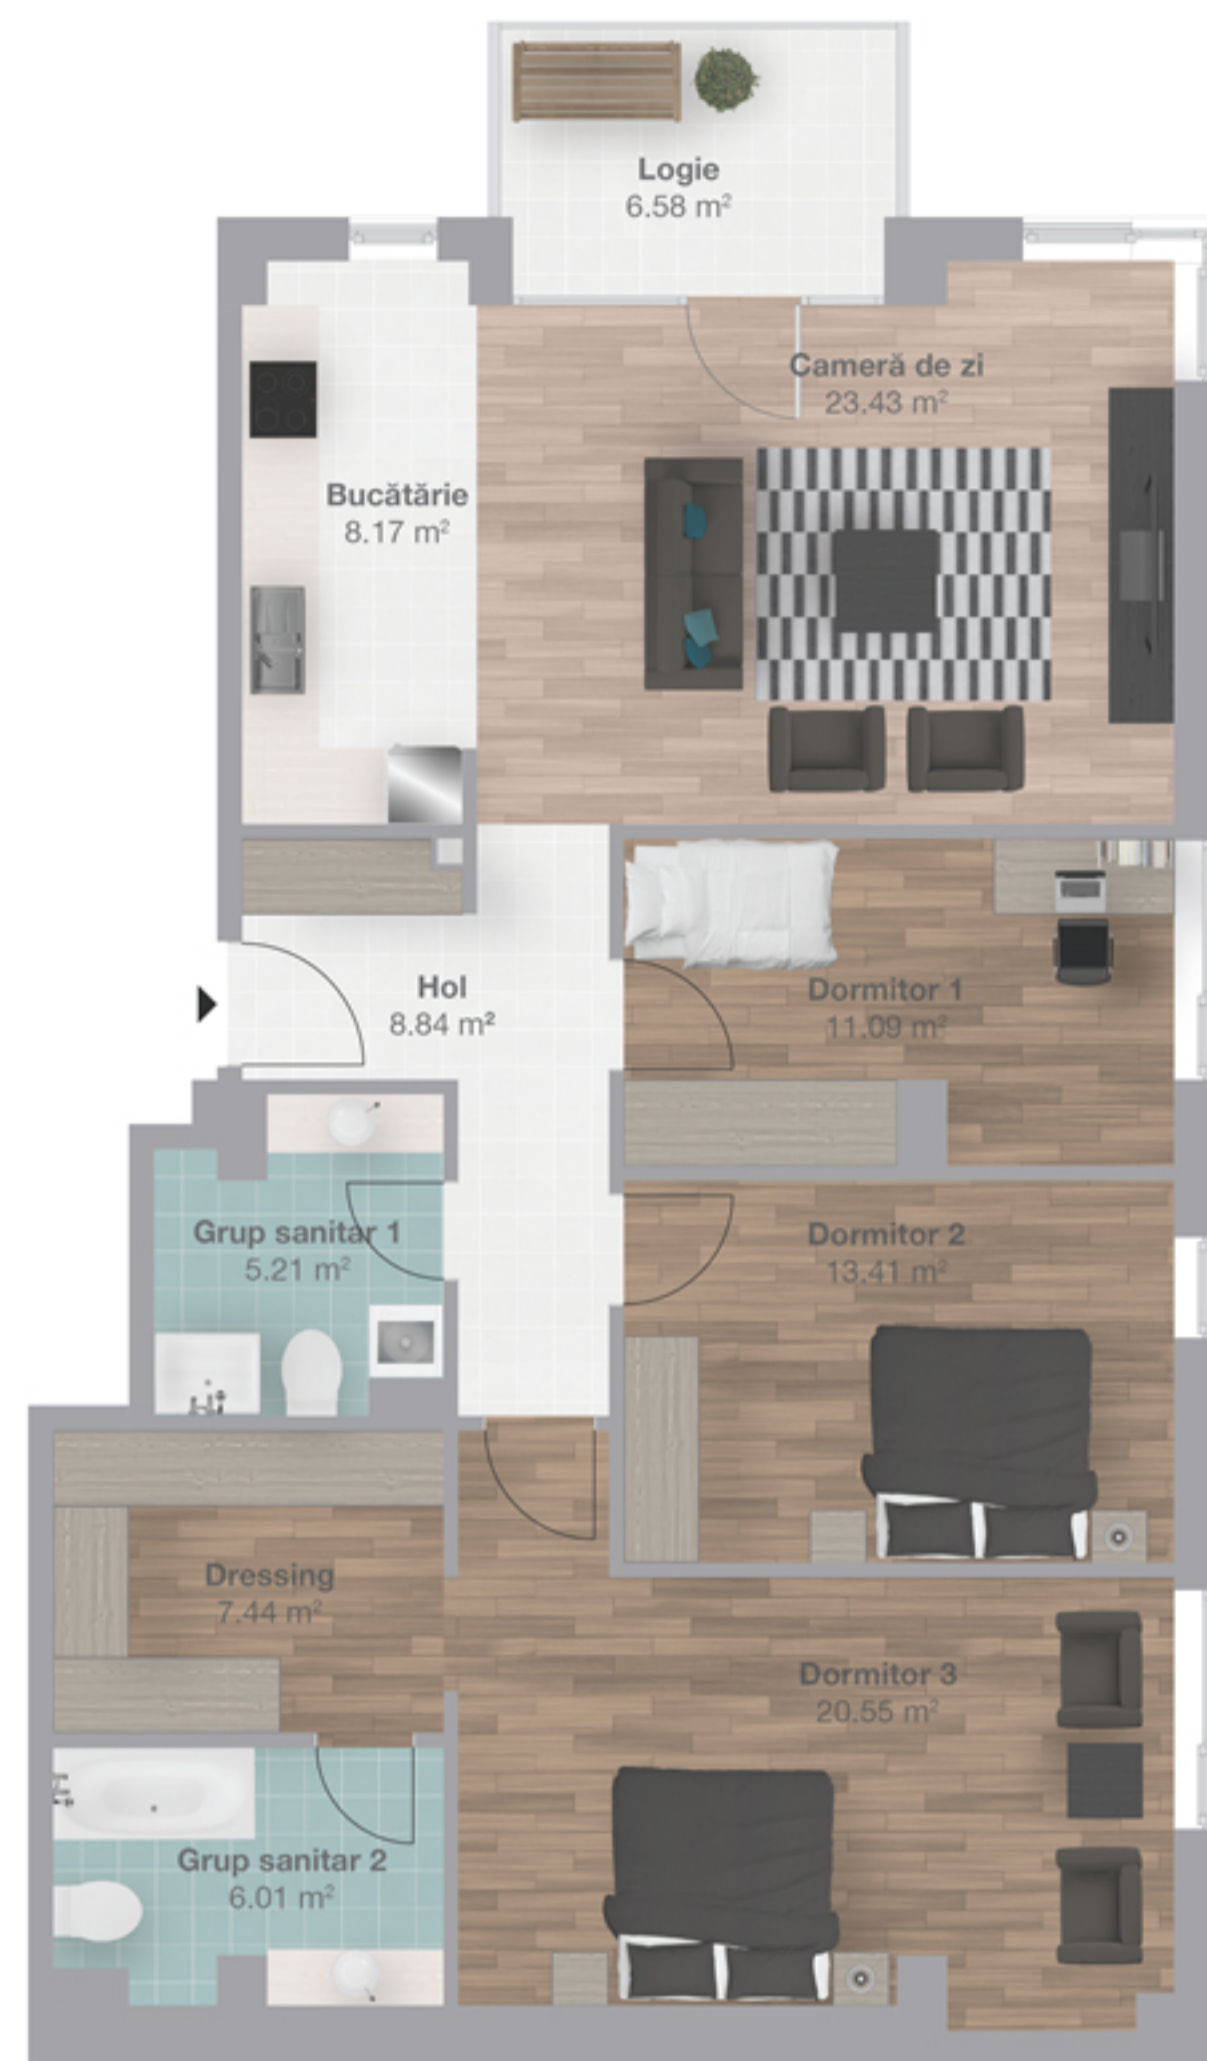 Logie
6.58 m²
Cameră de zi
23.43 m²
Bucătărie
8.17 m²
Hol
8.84 m²
Dormitor 1
11.09 m²
Grup sanitar 1
5.21 m²
Dormitor 2
13.41 m²
Dressing
7.44 m²
Dormitor 3
20.55 m²
Grup sanitar 2
6.01 m²